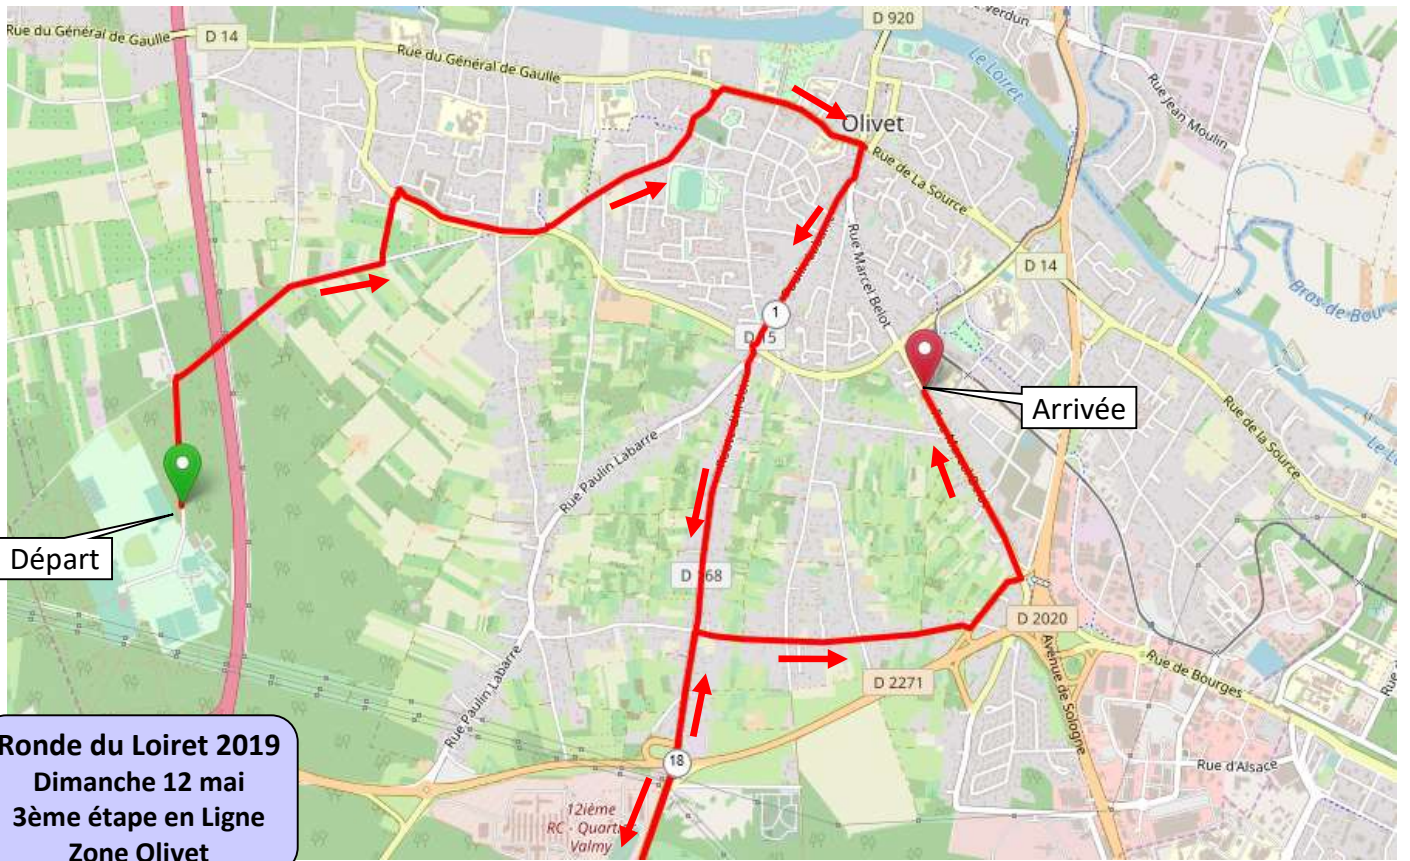 D 920
Verdun
Rue du Général de Gaulle
D 14
Rue du Général de Gaulle
Le Loiret
Rue Jean Moulin
Olivet
Rue de La Source
Rue Marcel Belot
D 14
Bras-de-Bou
1
D 15
Arrivée
Rue de la Source
Rue Paulin Labarre
Départ
D 168
D 2020
Rue Paulin Labarre
Avenue de Sologne
Rue de Bourges
D 2271
Ronde du Loiret 2019
Dimanche 12 mai
3ème étape en Ligne
Zone Olivet
18
Rue d'Alsace
12ième
RC - Quart
Valmy